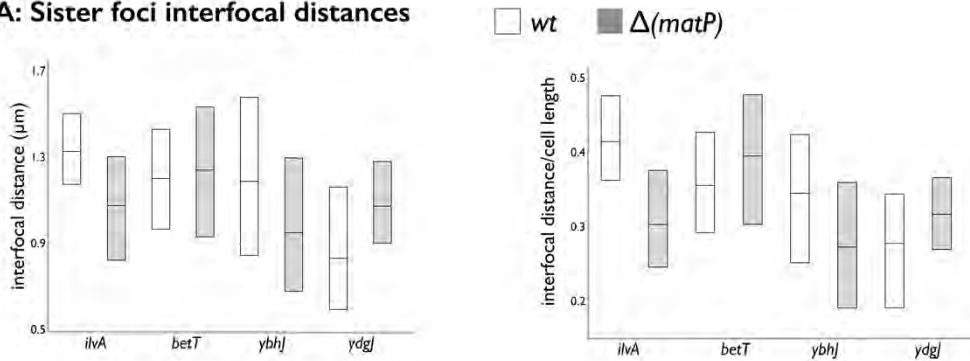 A: Sister foci interfocal distances
wt
Δ(matP)
interfocal distance (μm)
1.7
1.3
0.9
0.5
ilvA
betT
ybhJ
ydgJ
interfocal distance/cell length
0.5
0.4
0.3
0.2
ilvA
betT
ybhJ
ydgJ